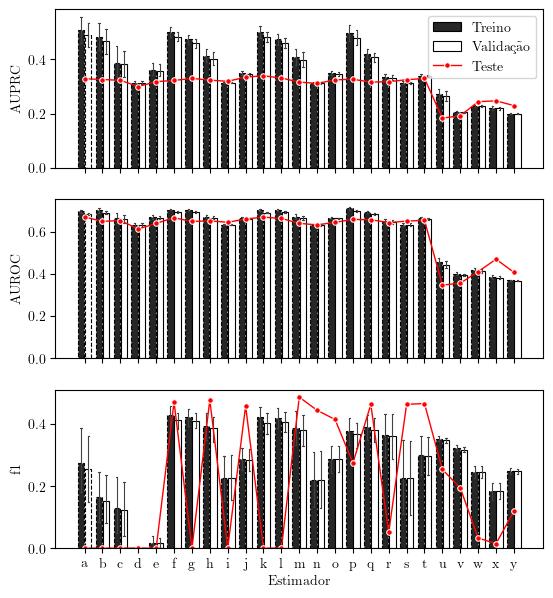 Treino
Validação
Teste
AUPRC
0.4
0.2
0.0
AUROC
0.6
0.4
0.2
0.0
f1
0.4
0.2
0.0
a b c d e f g h i j k l m n o p q r s t u v w x y
Estimador